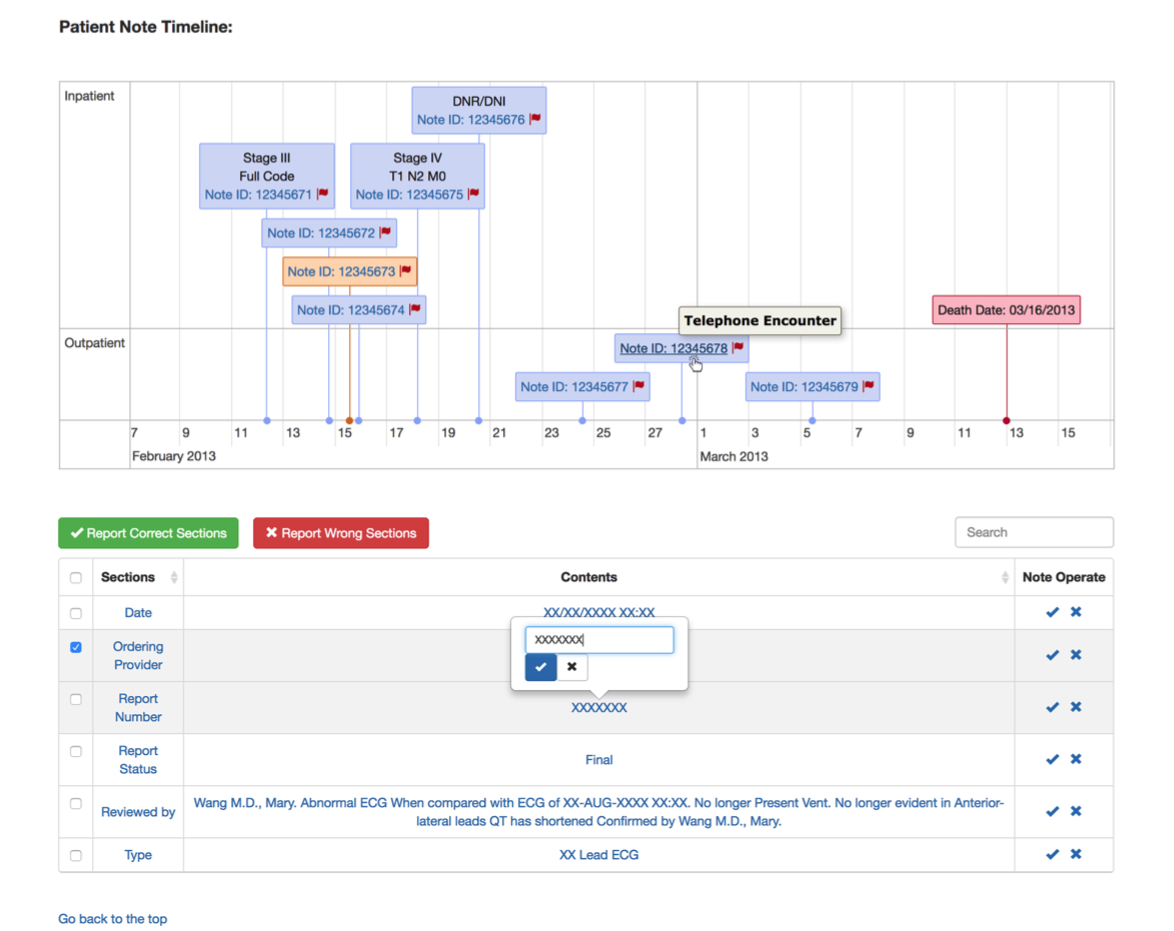 Patient Note Timeline:
Inpatient
DNR/DNI
Note ID: 12345676
Stage III
Full Code
Note ID: 12345671
Stage IV
T1 N2 M0
Note ID: 12345675
Note ID: 12345672
Note ID: 12345673
Note ID: 12345674
Death Date: 03/16/2013
Telephone Encounter
Outpatient
Note ID: 12345678
Note ID: 12345677
Note ID: 12345679
7 9 11 13 15 17 19 21 23 25 27 1 3 5 7 9 11 13 15
February 2013 March 2013
Report Correct Sections Report Wrong Sections Search
Sections Contents Note Operate
Date XX/XX/XXXX XX:XX
XXXXXXX
Ordering
Provider
Report
Number
XXXXXXX
Report
Status
Final
Reviewed by
Wang M.D., Mary. Abnormal ECG When compared with ECG of XX-AUG-XXXX XX:XX. No longer Present Vent. No longer evident in Anterior-
lateral leads QT has shortened Confirmed by Wang M.D., Mary.
Type XX Lead ECG
Go back to the top